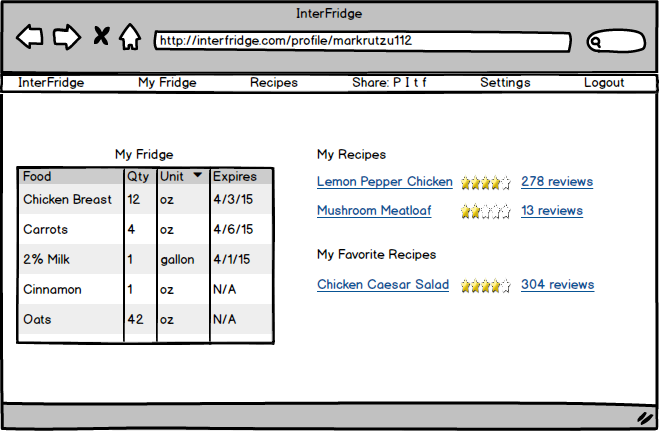 InterFridge
http://interfridge.com/profile/markrutzu112
InterFridge My Fridge Recipes Share: P I t f Settings Logout
My Fridge
Food Qty Unit Expires
Chicken Breast 12 oz 4/3/15
Carrots 4 oz 4/6/15
2% Milk 1 gallon 4/1/15
Cinnamon 1 oz N/A
Oats 42 oz N/A
My Recipes
Lemon Pepper Chicken 278 reviews
Mushroom Meatloaf 13 reviews
My Favorite Recipes
Chicken Caesar Salad 304 reviews